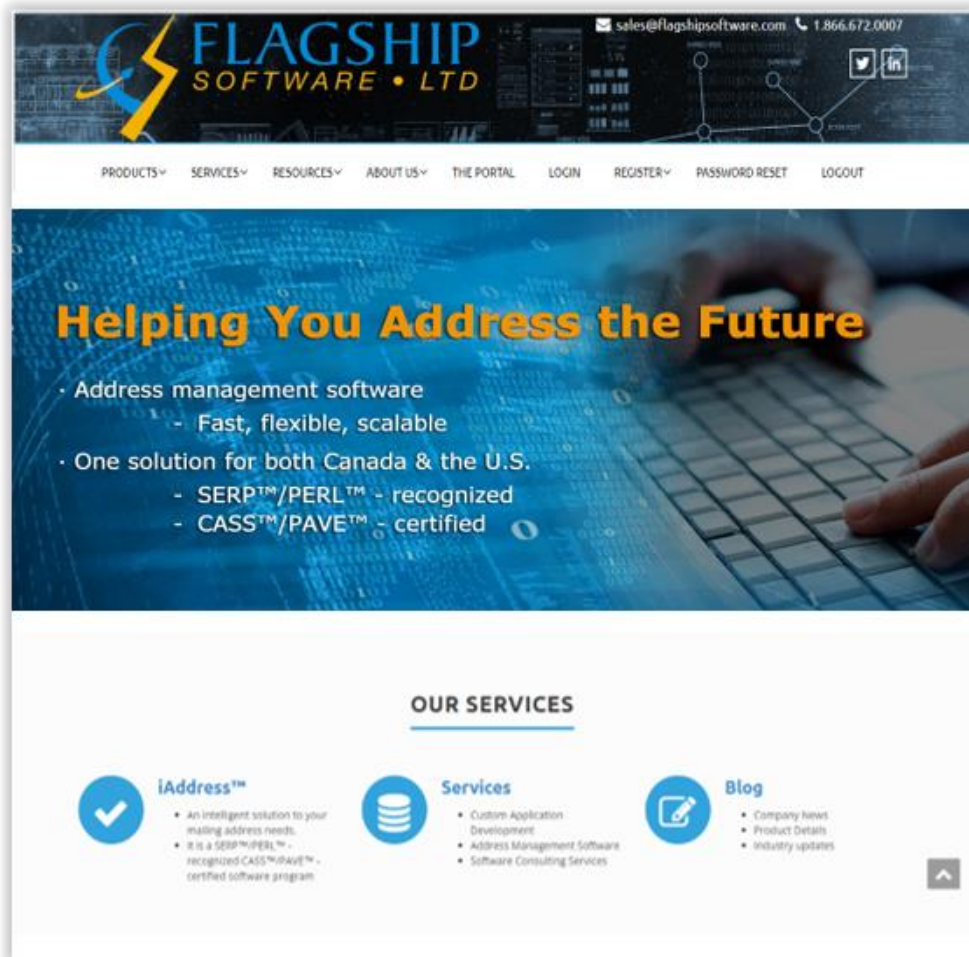 FLAGSHIP
SOFTWARE • LTD
sales@flagshipsoftware.com 1.866.672.0007
PRODUCTS SERVICES RESOURCES ABOUT US THE PORTAL LOGIN REGISTER PASSWORD RESET LOGOUT
Helping You Address the Future
· Address management software
- Fast, flexible, scalable
· One solution for both Canada & the U.S.
- SERP™/PERL™ - recognized
- CASS™/PAVE™ - certified
OUR SERVICES
iAddress™
• An intelligent solution to your
mailing address needs.
• It is a SERP™/PERL™ -
recognized CASS™/PAVE™ -
certified software program
Services
• Custom Application
Development
• Address Management Software
• Software Consulting Services
Blog
• Company News
• Product Details
• Industry updates